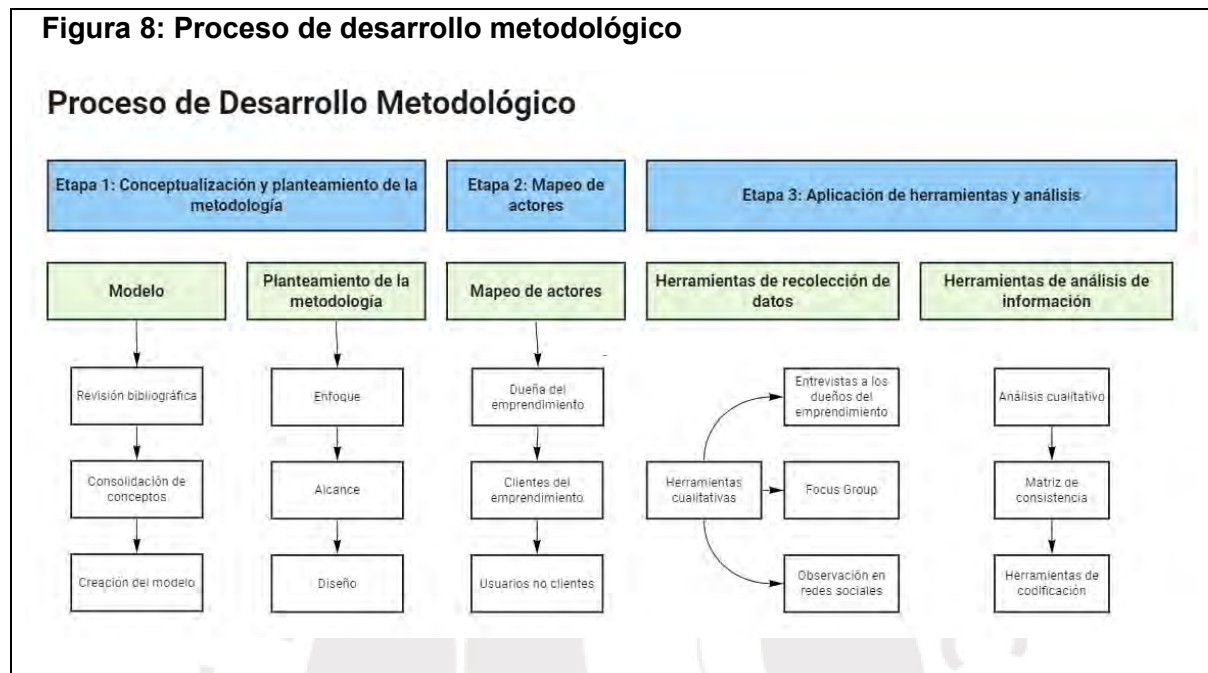 Figura 8: Proceso de desarrollo metodológico
Proceso de Desarrollo Metodológico
Etapa 1: Conceptualización y planteamiento de la
metodología
Etapa 2: Mapeo de
actores
Etapa 3: Aplicación de herramientas y análisis
Modelo
Planteamiento de la
metodología
Mapeo de actores
Herramientas de recolección de
datos
Herramientas de análisis de
información
Revisión bibliográfica
Consolidación de
conceptos
Creación del modelo
Enfoque
Alcance
Diseño
Dueña del
emprendimiento
Clientes del
emprendimiento
Usuarios no clientes
Herramientas
cualitativas
Entrevistas a los
dueños del
emprendimiento
Focus Group
Observación en
redes sociales
Análisis cualitativo
Matriz de
consistencia
Herramientas de
codificación